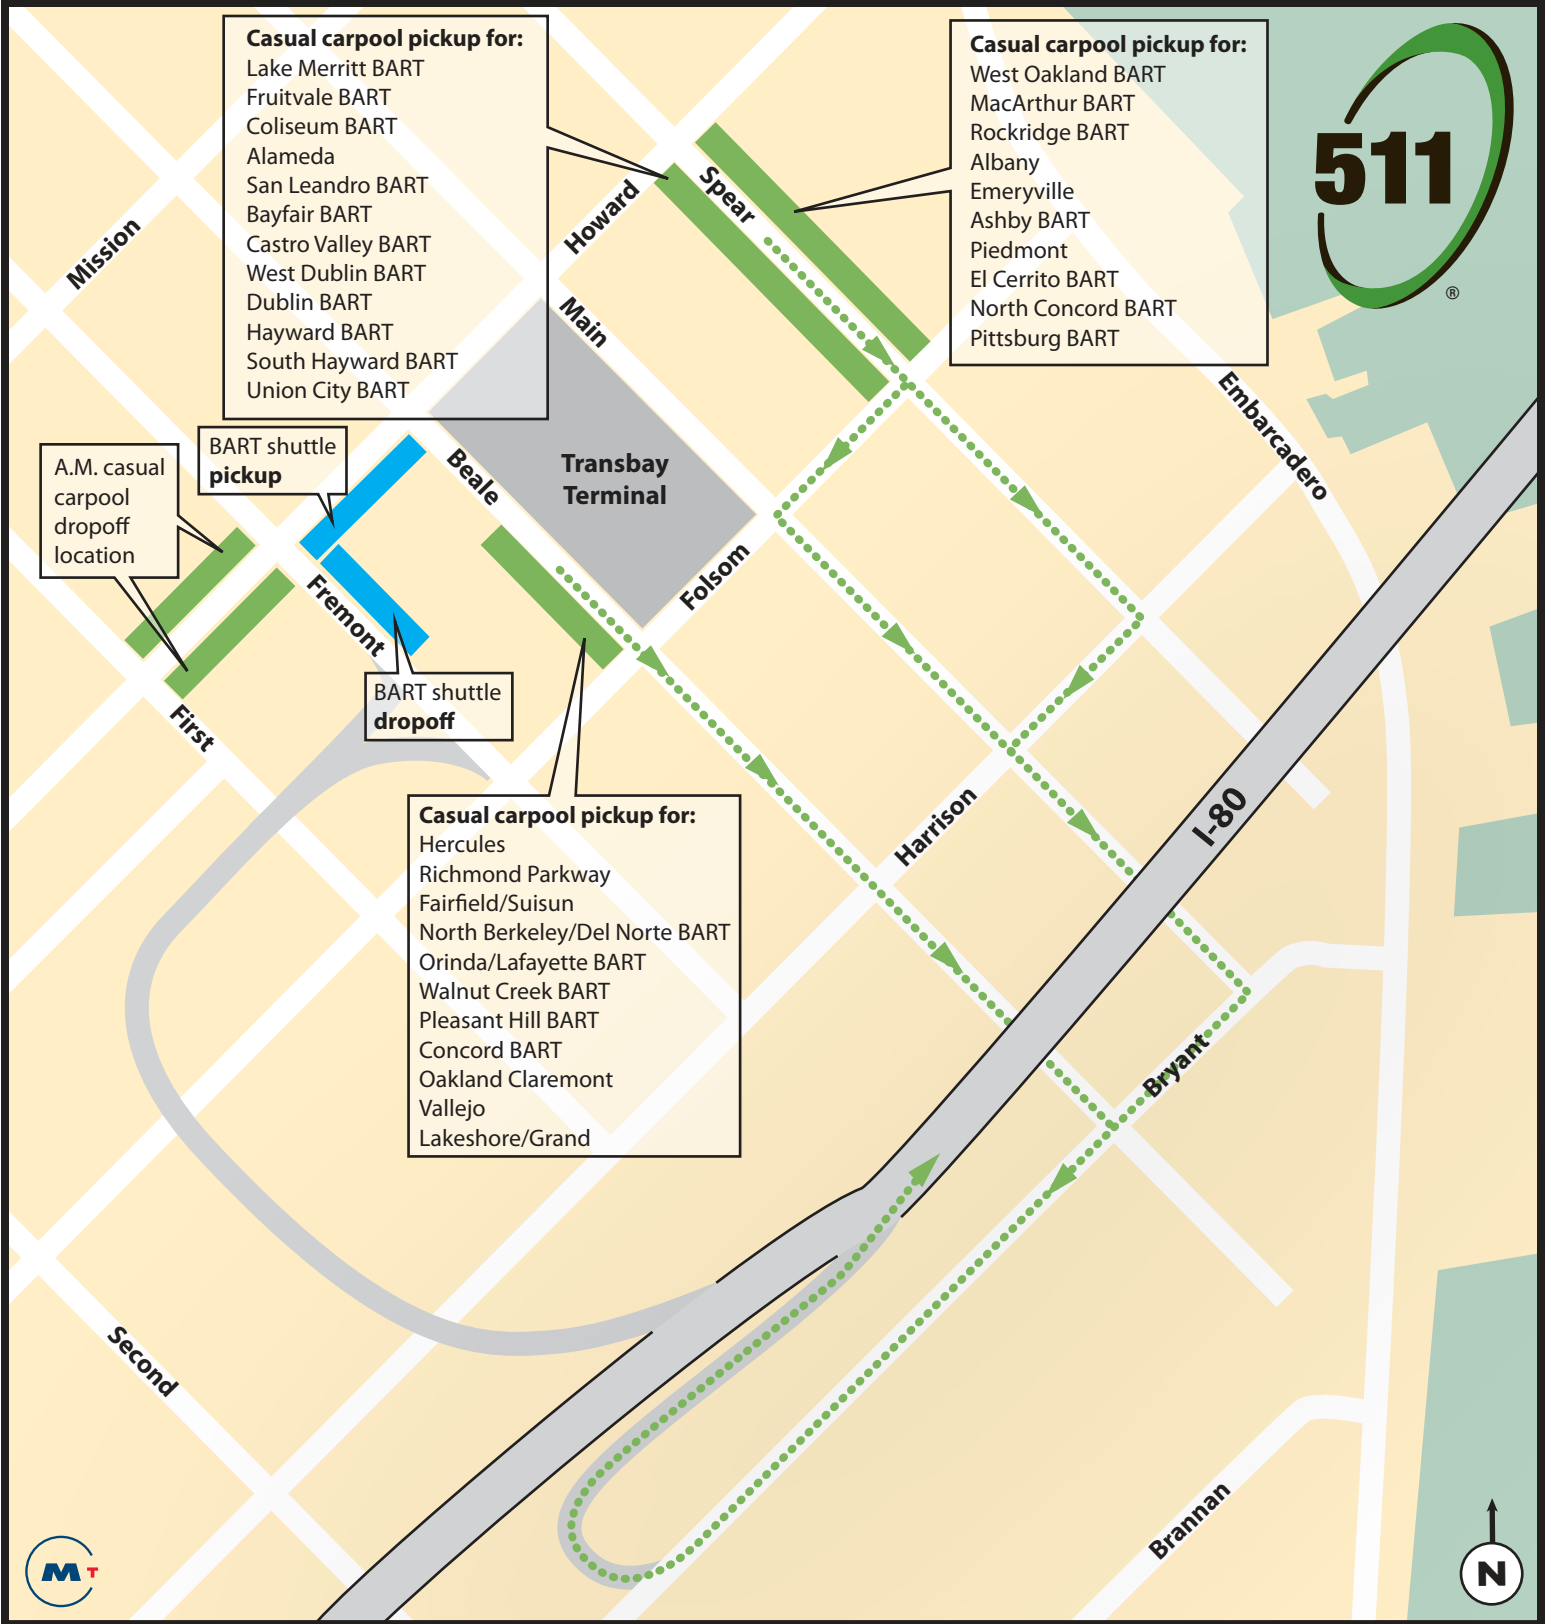 Casual carpool pickup for:
Lake Merritt BART
Fruitvale BART
Coliseum BART
Alameda
San Leandro BART
Bayfair BART
Castro Valley BART
West Dublin BART
Dublin BART
Hayward BART
South Hayward BART
Union City BART
Casual carpool pickup for:
West Oakland BART
MacArthur BART
Rockridge BART
Albany
Emeryville
Ashby BART
Piedmont
El Cerrito BART
North Concord BART
Pittsburg BART
511
®
Mission
Howard
Spear
Main
Embarcadero
BART shuttle
pickup
A.M. casual
carpool
dropoff
location
Beale
Transbay
Terminal
Folsom
Fremont
First
BART shuttle
dropoff
Casual carpool pickup for:
Hercules
Richmond Parkway
Fairfield/Suisun
North Berkeley/Del Norte BART
Orinda/Lafayette BART
Walnut Creek BART
Pleasant Hill BART
Concord BART
Oakland Claremont
Vallejo
Lakeshore/Grand
Harrison
I-80
Bryant
Second
Brannan
M T
N